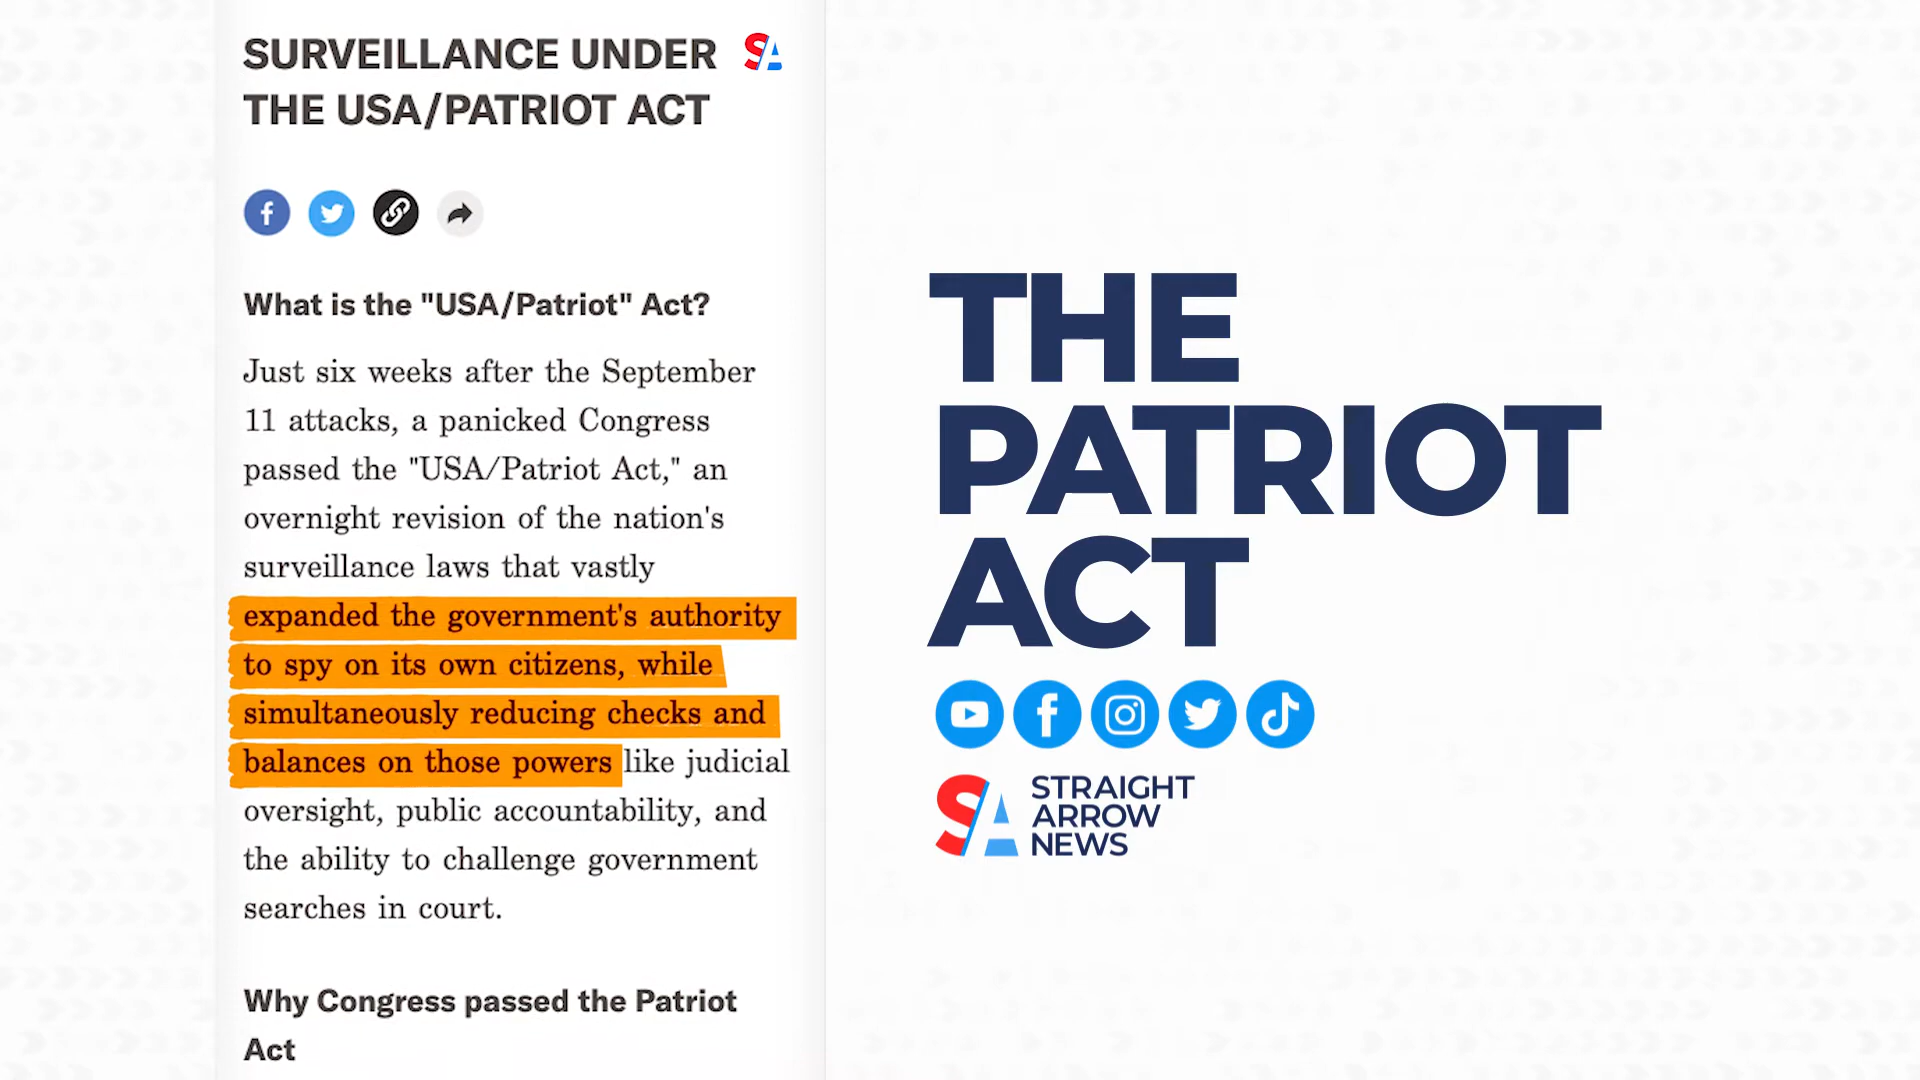 SURVEILLANCE UNDER
THE USA/PATRIOT ACT
SA
What is the "USA/Patriot" Act?
Just six weeks after the September
11 attacks, a panicked Congress
passed the "USA/Patriot Act," an
overnight revision of the nation's
surveillance laws that vastly
expanded the government's authority
to spy on its own citizens, while
simultaneously reducing checks and
balances on those powers like judicial
oversight, public accountability, and
the ability to challenge government
searches in court.
Why Congress passed the Patriot
Act
THE
PATRIOT
ACT
SA
STRAIGHT
ARROW
NEWS